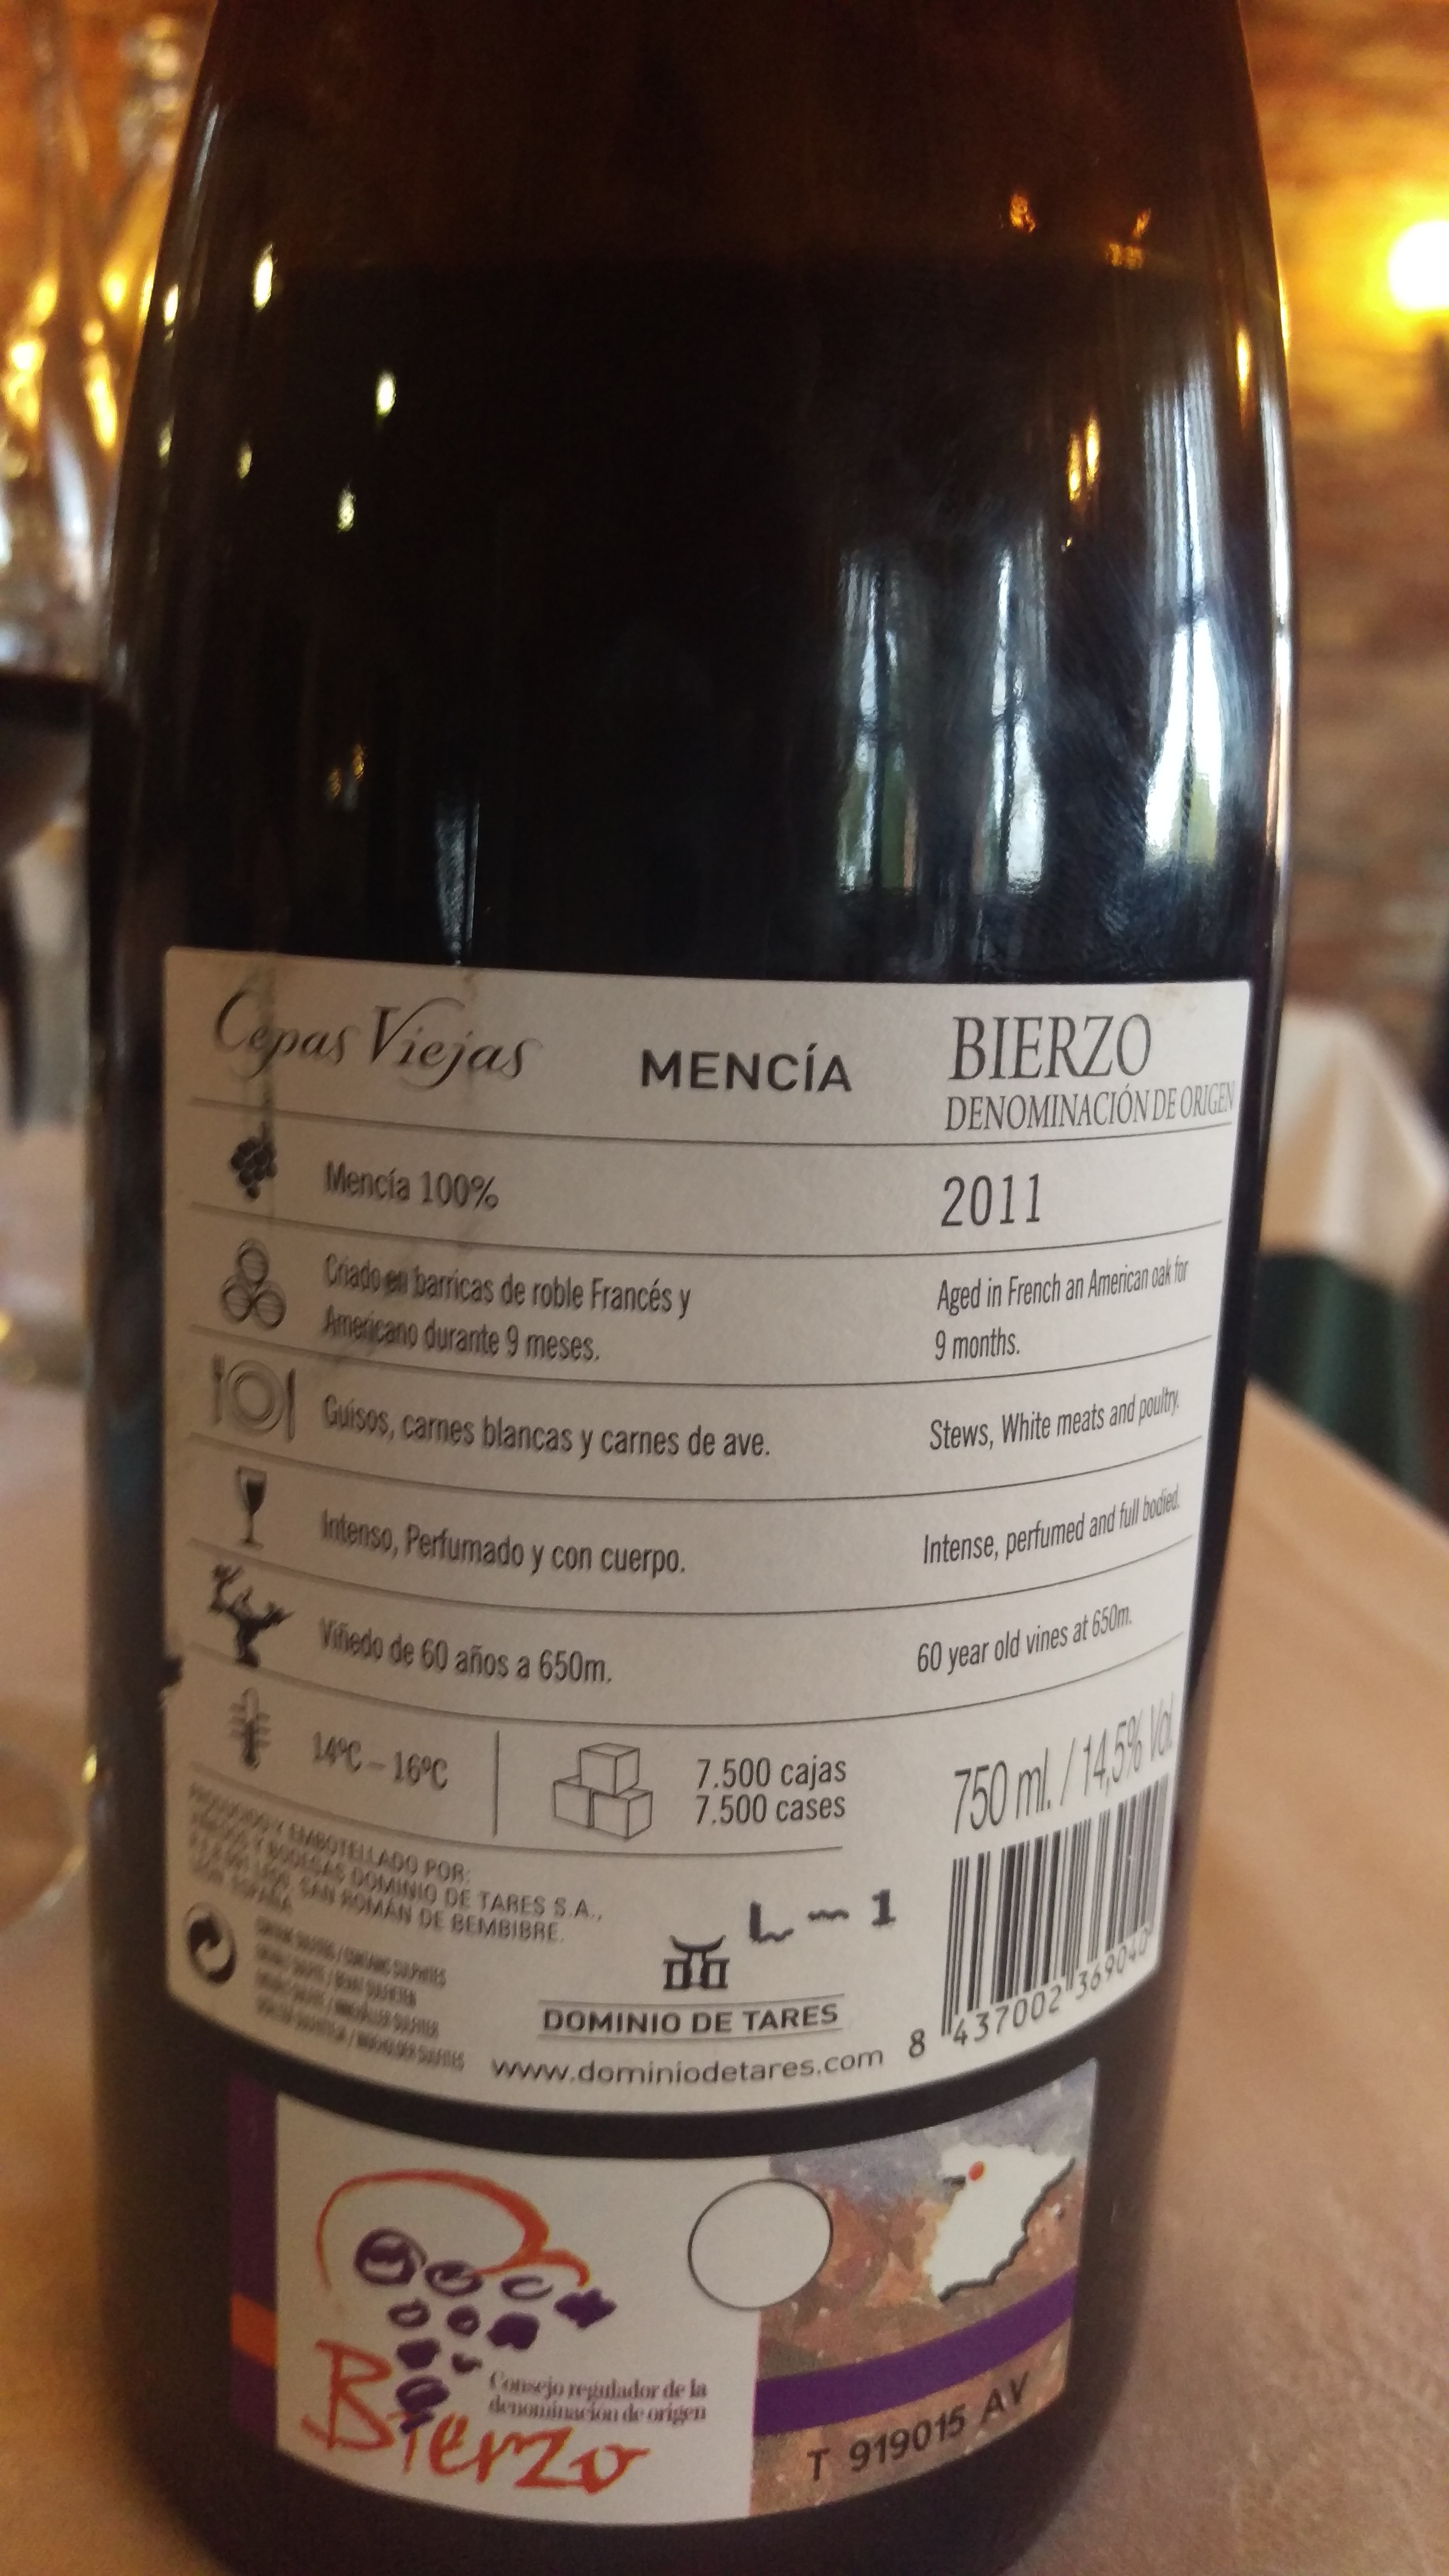 Cepas Viejas
MENCÍA
BIERZO
DENOMINACIÓN DE ORIGEN
Mencía 100%
2011
Criado en barricas de roble Francés y
Americano durante 9 meses.
Aged in French an American oak for
9 months.
Guisos, carnes blancas y carnes de ave.
Stews, White meats and poultry.
Intenso, Perfumado y con cuerpo.
Intense, perfumed and full bodied.
Viñedo de 60 años a 650m.
60 year old vines at 650m.
14ºC – 16ºC
7.500 cajas
7.500 cases
750 ml. / 14,5% Vol.
PRODUCIDO Y EMBOTELLADO POR:
VIÑEDOS Y BODEGAS DOMINIO DE TARES S.A.,
SAN ROMÁN DE BEMBIBRE.
ESPAÑA
/ CONTAINS SULPHITES
L - 1
DOMINIO DE TARES
www.dominiodetares.com
8 437002 369040
Bierzo
Consejo regulador de la
denominación de origen
T 919015 AV